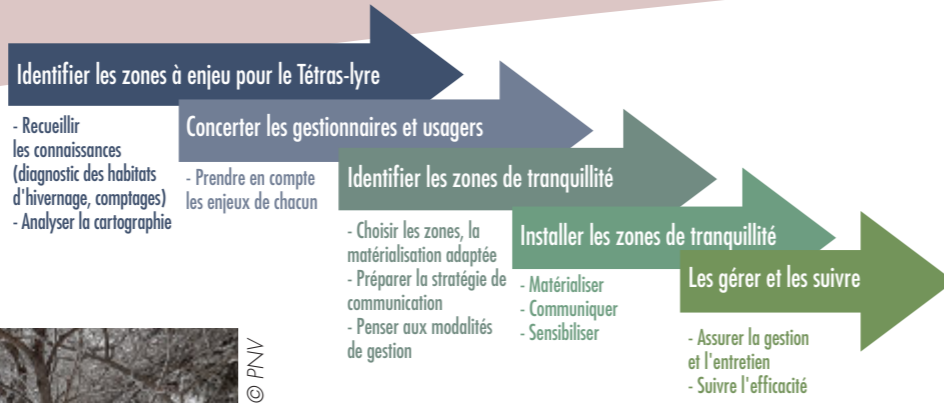 Identifier les zones à enjeu pour le Tétras-lyre
- Recueillir
les connaissances
(diagnostic des habitats
d'hivernage, comptages)
- Analyser la cartographie
Concerter les gestionnaires et usagers
- Prendre en compte
les enjeux de chacun
Identifier les zones de tranquillité
- Choisir les zones, la
matérialisation adaptée
- Préparer la stratégie de
communication
- Penser aux modalités
de gestion
Installer les zones de tranquillité
- Matérialiser
- Communiquer
- Sensibiliser
Les gérer et les suivre
- Assurer la gestion
et l'entretien
- Suivre l'efficacité
© PNV